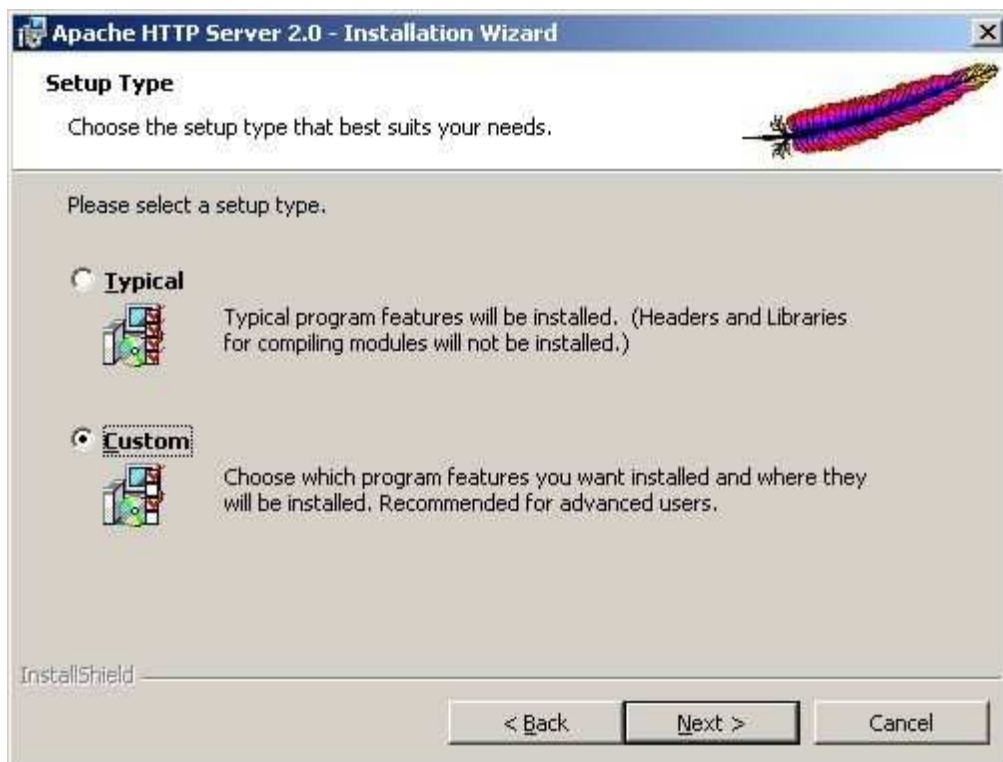 Apache HTTP Server 2.0 - Installation Wizard
Setup Type
Choose the setup type that best suits your needs.
Please select a setup type.
Typical
Typical program features will be installed. (Headers and Libraries
for compiling modules will not be installed.)
Custom
Choose which program features you want installed and where they
will be installed. Recommended for advanced users.
InstallShield
< Back
Next >
Cancel